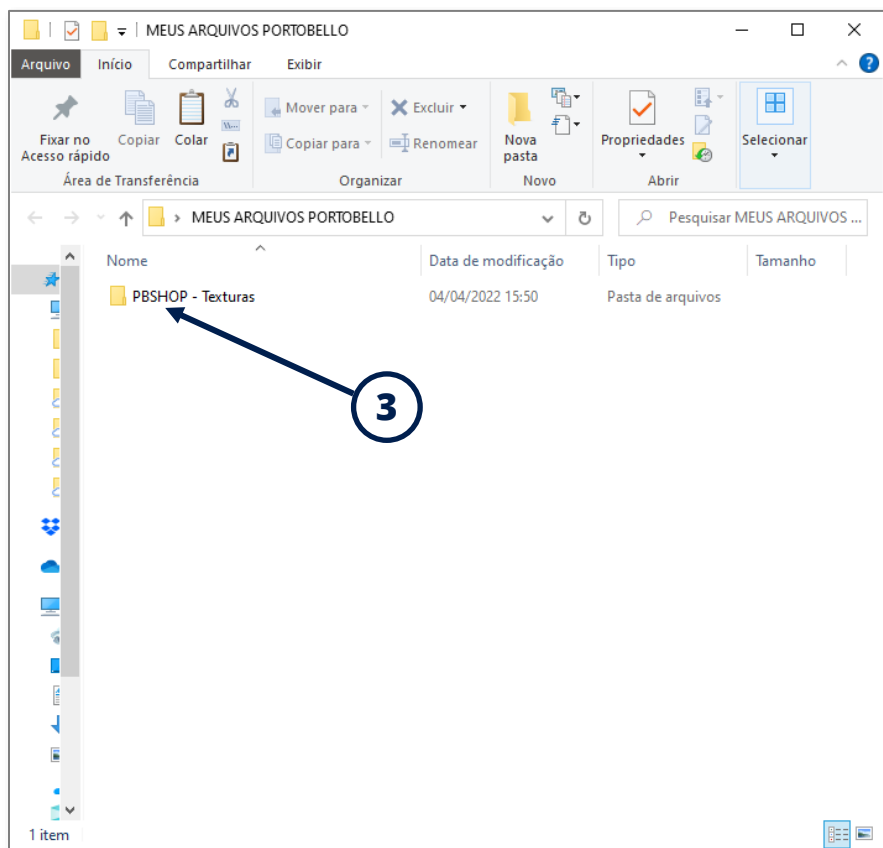 MEUS ARQUIVOS PORTOBELLO
Arquivo Início Compartilhar Exibir
Fixar no
Acesso rápido
Copiar
Colar
Mover para
Copiar para
Excluir
Renomear
Nova
pasta
Propriedades
Selecionar
Área de Transferência Organizar Novo Abrir
MEUS ARQUIVOS PORTOBELLO
Pesquisar MEUS ARQUIVOS ...
Nome Data de modificação Tipo Tamanho
PBSHOP - Texturas 04/04/2022 15:50 Pasta de arquivos
3
1 item